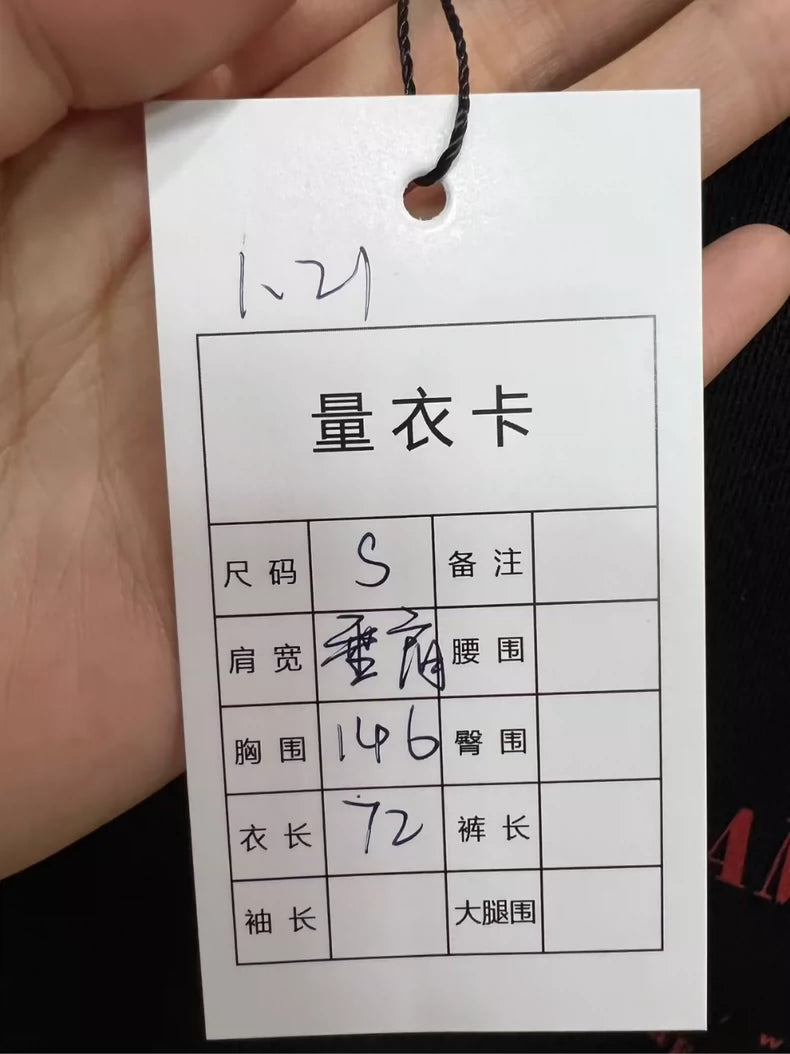 1、21
量衣卡
尺码 S 备注
肩宽 垂肩 腰围
胸围 146 臀围
衣长 72 裤长
袖长 大腿围
AN
w